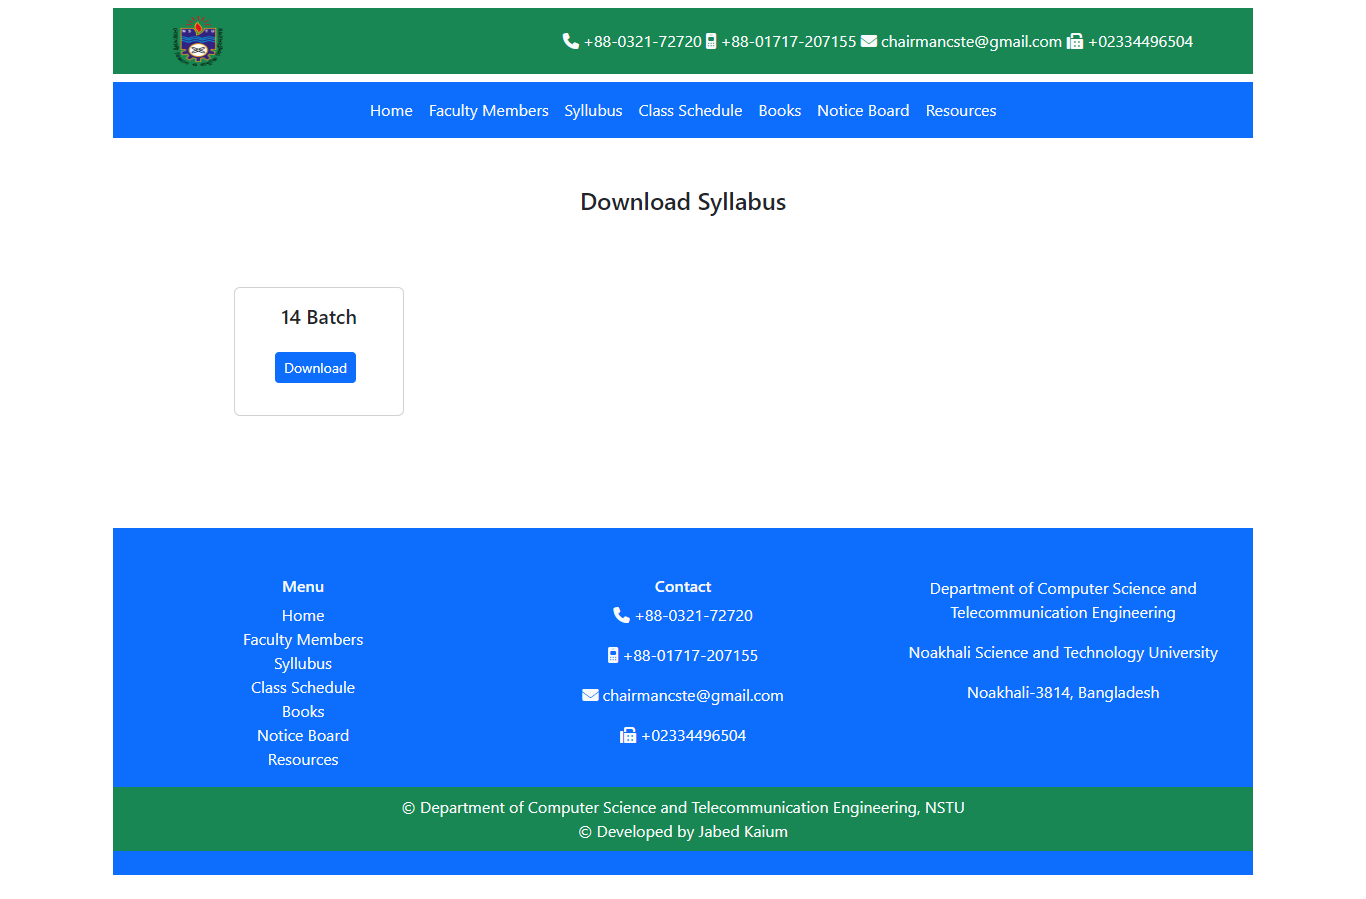 +88-0321-72720 +88-01717-207155 chairmancste@gmail.com +02334496504
Home Faculty Members Syllubus Class Schedule Books Notice Board Resources
Download Syllabus
14 Batch
Download
Menu
Home
Faculty Members
Syllubus
Class Schedule
Books
Notice Board
Resources
Contact
+88-0321-72720
+88-01717-207155
chairmancste@gmail.com
+02334496504
Department of Computer Science and
Telecommunication Engineering
Noakhali Science and Technology University
Noakhali-3814, Bangladesh
© Department of Computer Science and Telecommunication Engineering, NSTU
© Developed by Jabed Kaium